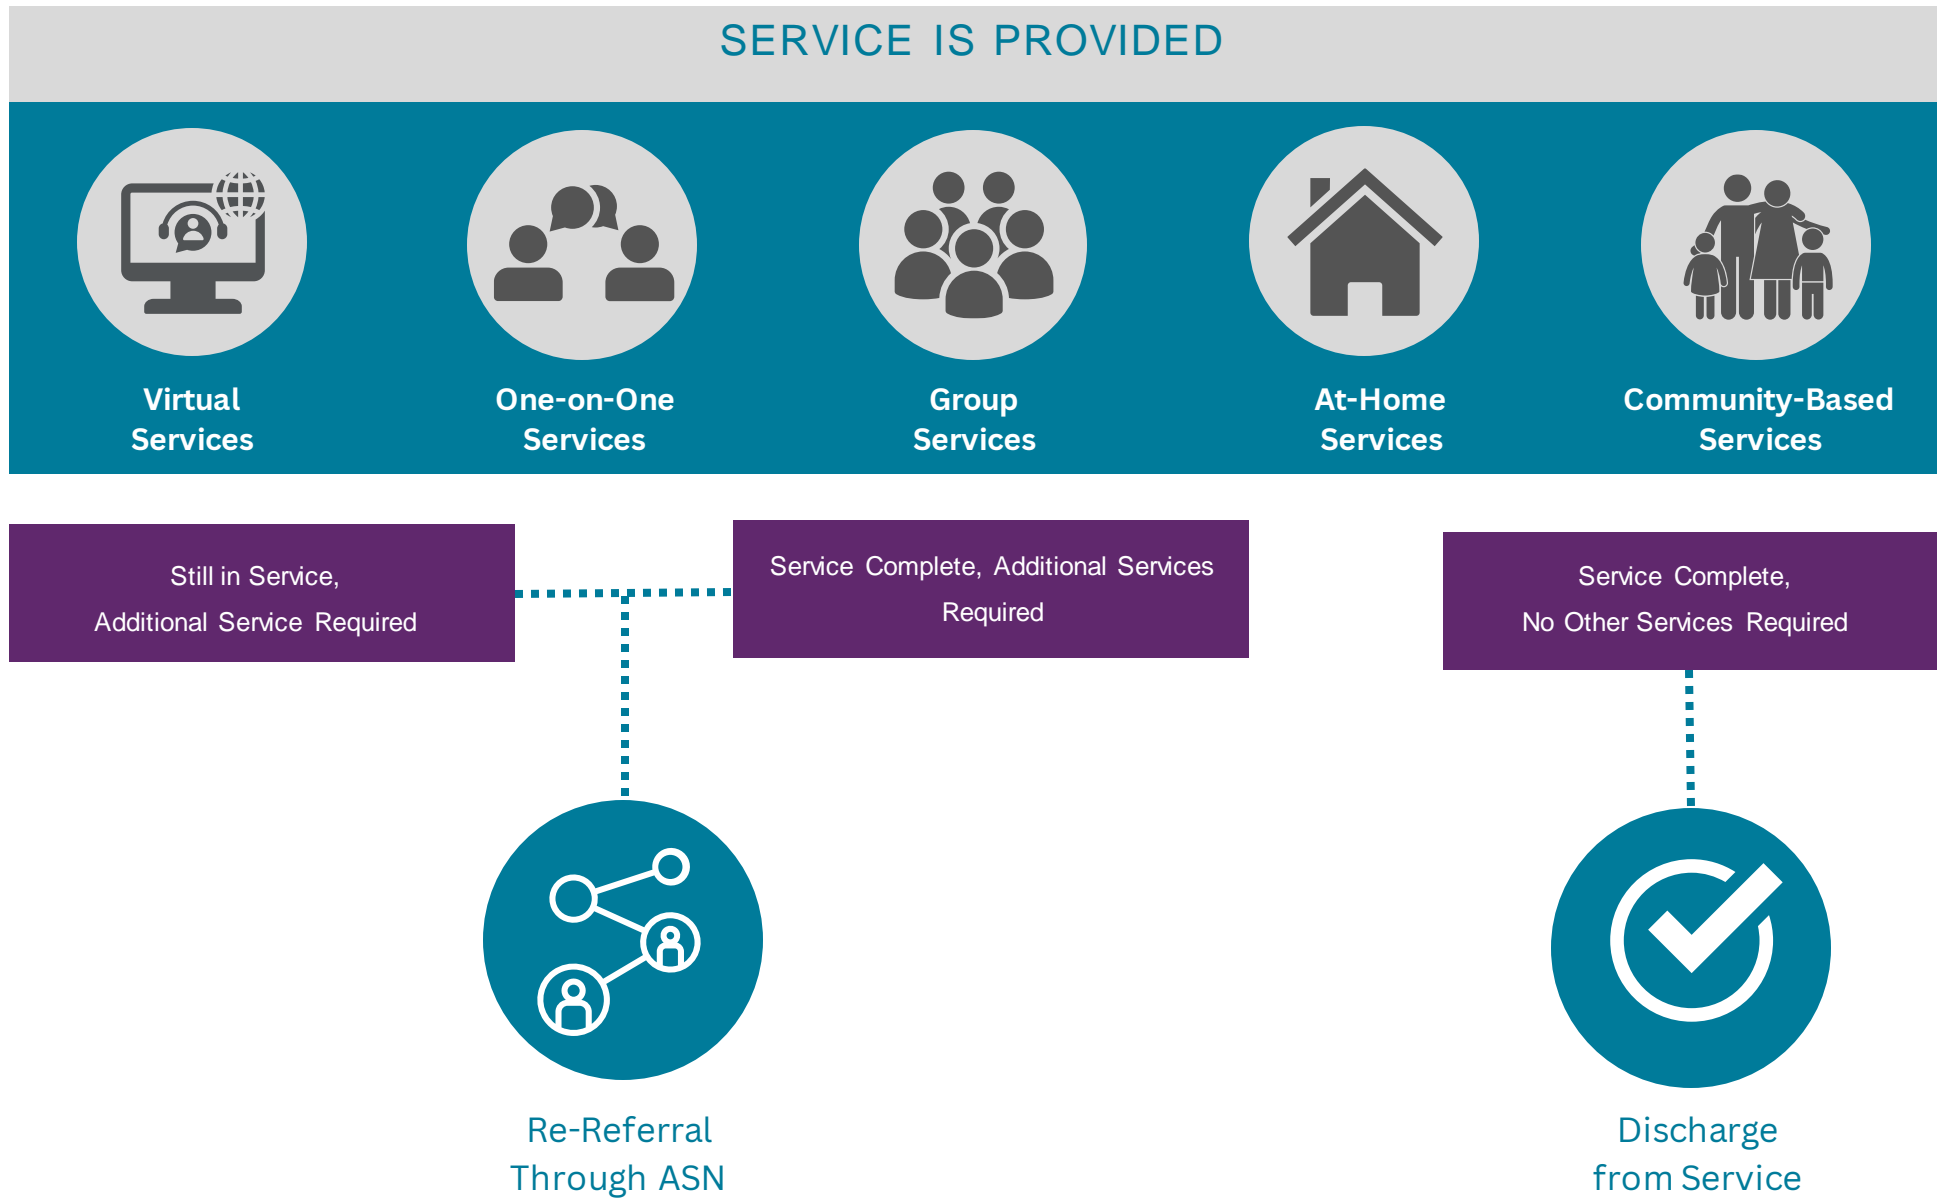 SERVICE IS PROVIDED
Virtual
Services
One-on-One
Services
Group
Services
At-Home
Services
Community-Based
Services
Still in Service,
Additional Service Required
Service Complete, Additional Services
Required
Service Complete,
No Other Services Required
Re-Referral
Through ASN
Discharge
from Service